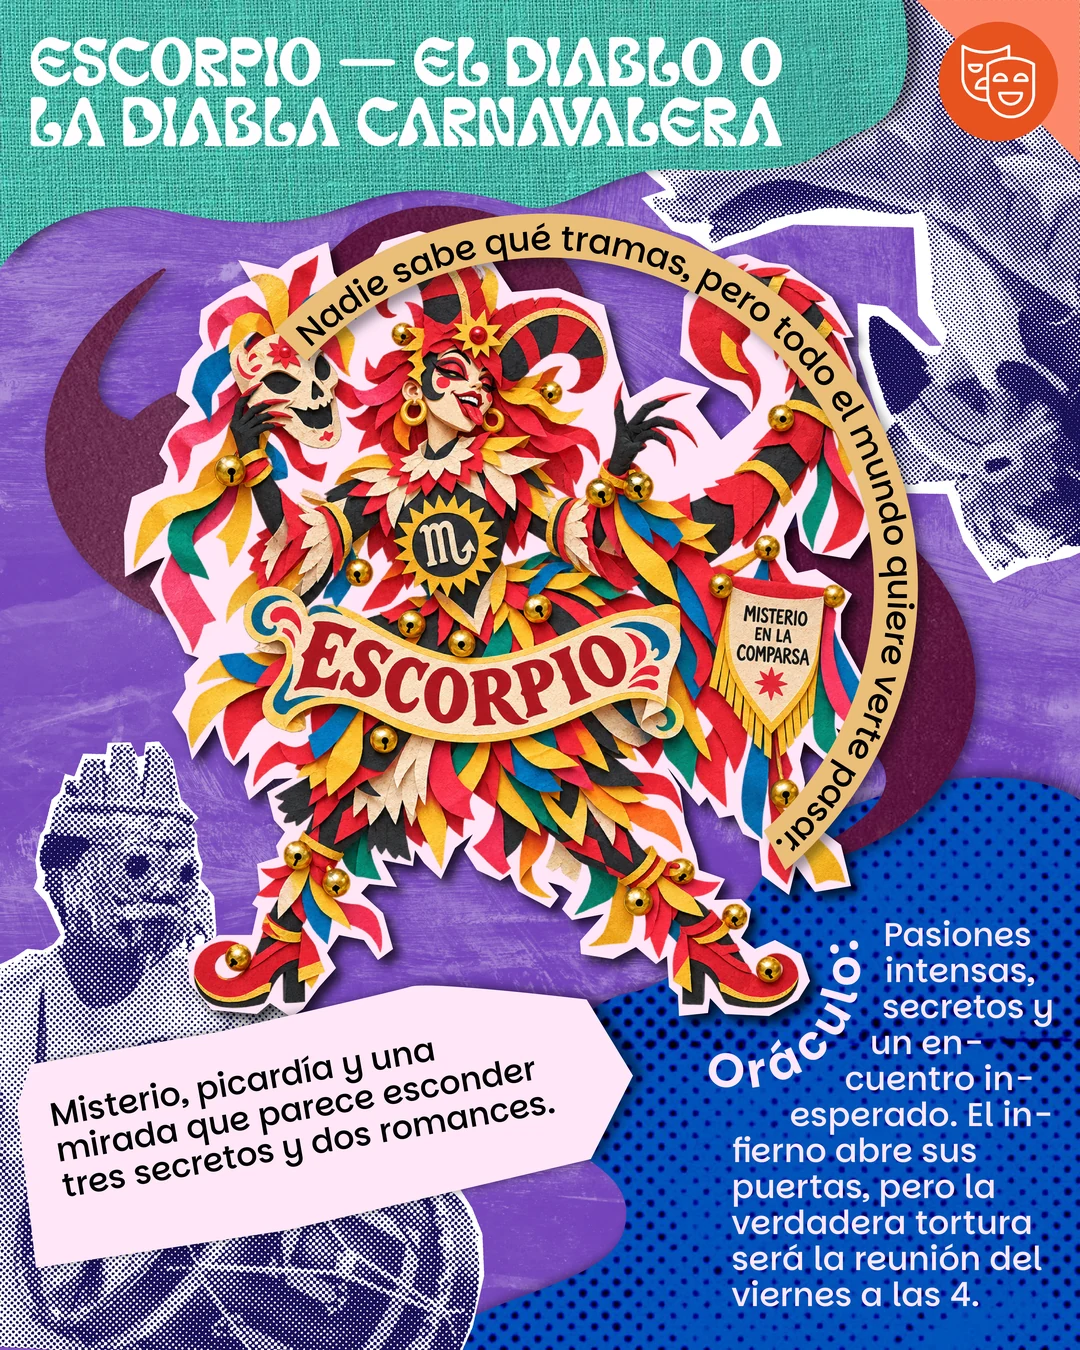 ESCORPIO — EL DIABLO O
LA DIABLA CARNAVALERA
Nadie sabe qué tramas, pero todo el mundo quiere verte pasar.
♏
ESCORPIO
MISTERIO
EN LA
COMPARSA
Misterio, picardía y una
mirada que parece esconder
tres secretos y dos romances.
Oráculo:
Pasiones
intensas,
secretos y
un en-
cuentro in-
esperado. El in-
fierno abre sus
puertas, pero la
verdadera tortura
será la reunión del
viernes a las 4.